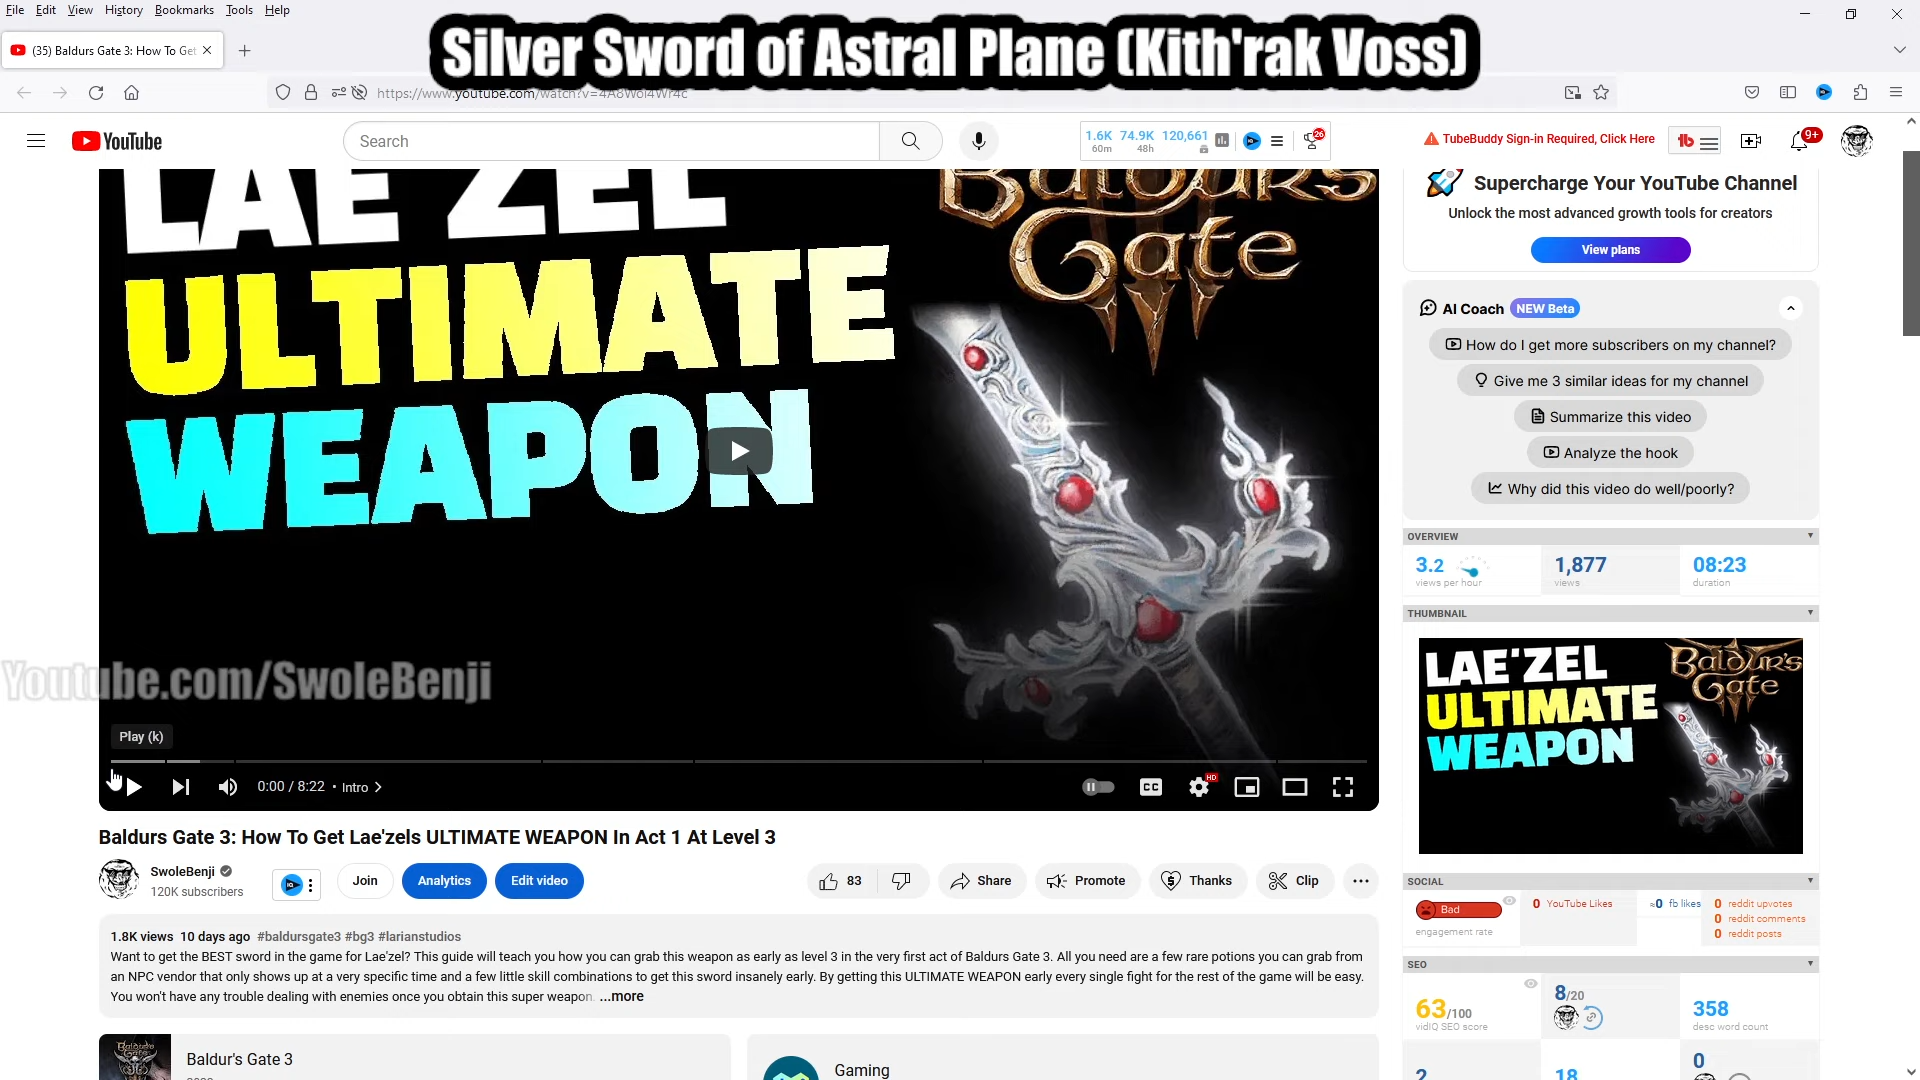 File Edit View History Bookmarks Tools Help
Silver Sword of Astral Plane (Kith'rak Voss)
(35) Baldurs Gate 3: How To Get
https://www.youtube.com/watch?v=4A8Wol4Wr4c
YouTube
Search
1.6K 74.9K 120,661
60m 48h
26
TubeBuddy Sign-in Required, Click Here
tb
9+
LAE'ZEL
ULTIMATE
WEAPON
Baldur's
Gate
Youtube.com/SwoleBenji
Play (k)
0:00 / 8:22 • Intro
CC
HD
Baldurs Gate 3: How To Get Lae'zels ULTIMATE WEAPON In Act 1 At Level 3
SwoleBenji
120K subscribers
IQ
Join
Analytics
Edit video
83
Share
Promote
Thanks
Clip
1.8K views 10 days ago #baldursgate3 #bg3 #larianstudios
Want to get the BEST sword in the game for Lae'zel? This guide will teach you how you can grab this weapon as early as level 3 in the very first act of Baldurs Gate 3. All you need are a few rare potions you can grab from
an NPC vendor that only shows up at a very specific time and a few little skill combinations to get this sword insanely early. By getting this ULTIMATE WEAPON early every single fight for the rest of the game will be easy.
You won't have any trouble dealing with enemies once you obtain this super weapon. ...more
Baldur's Gate 3
Gaming
Supercharge Your YouTube Channel
Unlock the most advanced growth tools for creators
View plans
AI Coach NEW Beta
How do I get more subscribers on my channel?
Give me 3 similar ideas for my channel
Summarize this video
Analyze the hook
Why did this video do well/poorly?
OVERVIEW
3.2 1,877 08:23
views per hour views duration
THUMBNAIL
LAE'ZEL
ULTIMATE
WEAPON
Baldur's
Gate
SOCIAL
Bad
engagement rate
0 YouTube Likes
≈0 fb likes
0 reddit upvotes
0 reddit comments
0 reddit posts
SEO
63/100
vidIQ SEO score
8/20
358
desc word count
2 18 0